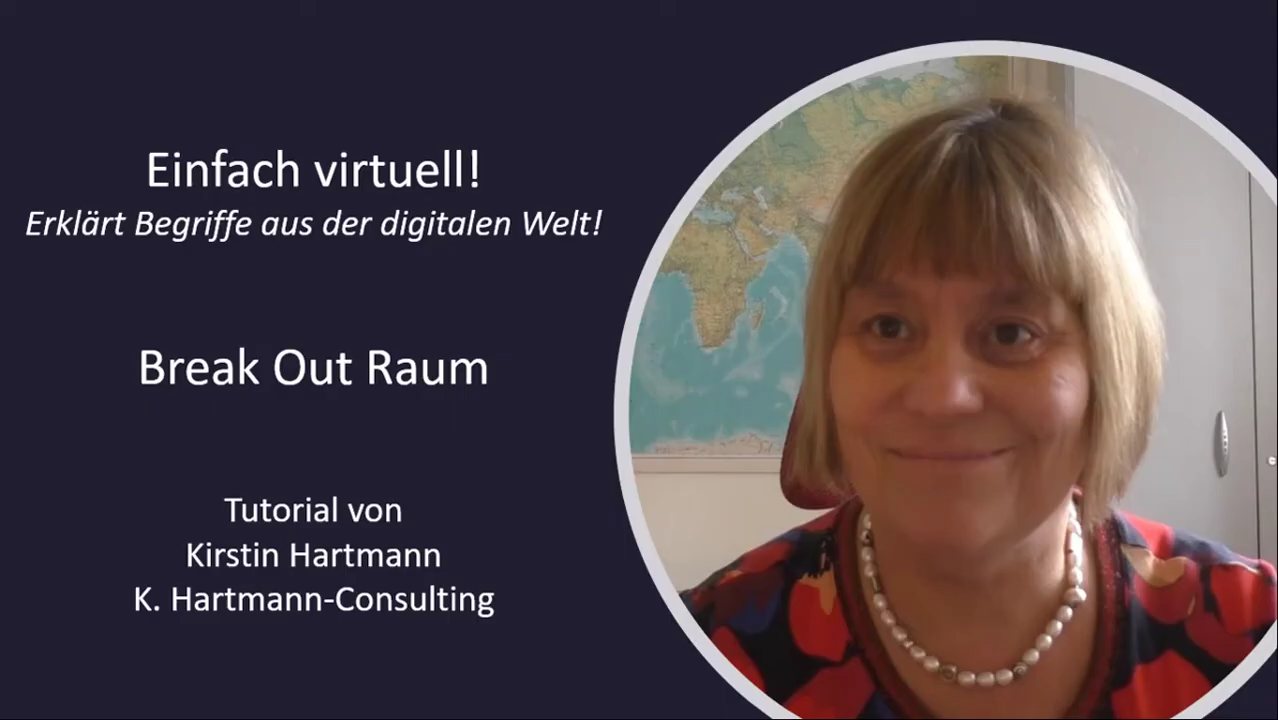 Einfach virtuell!
Erklärt Begriffe aus der digitalen Welt!
Break Out Raum
Tutorial von
Kirstin Hartmann
K. Hartmann-Consulting